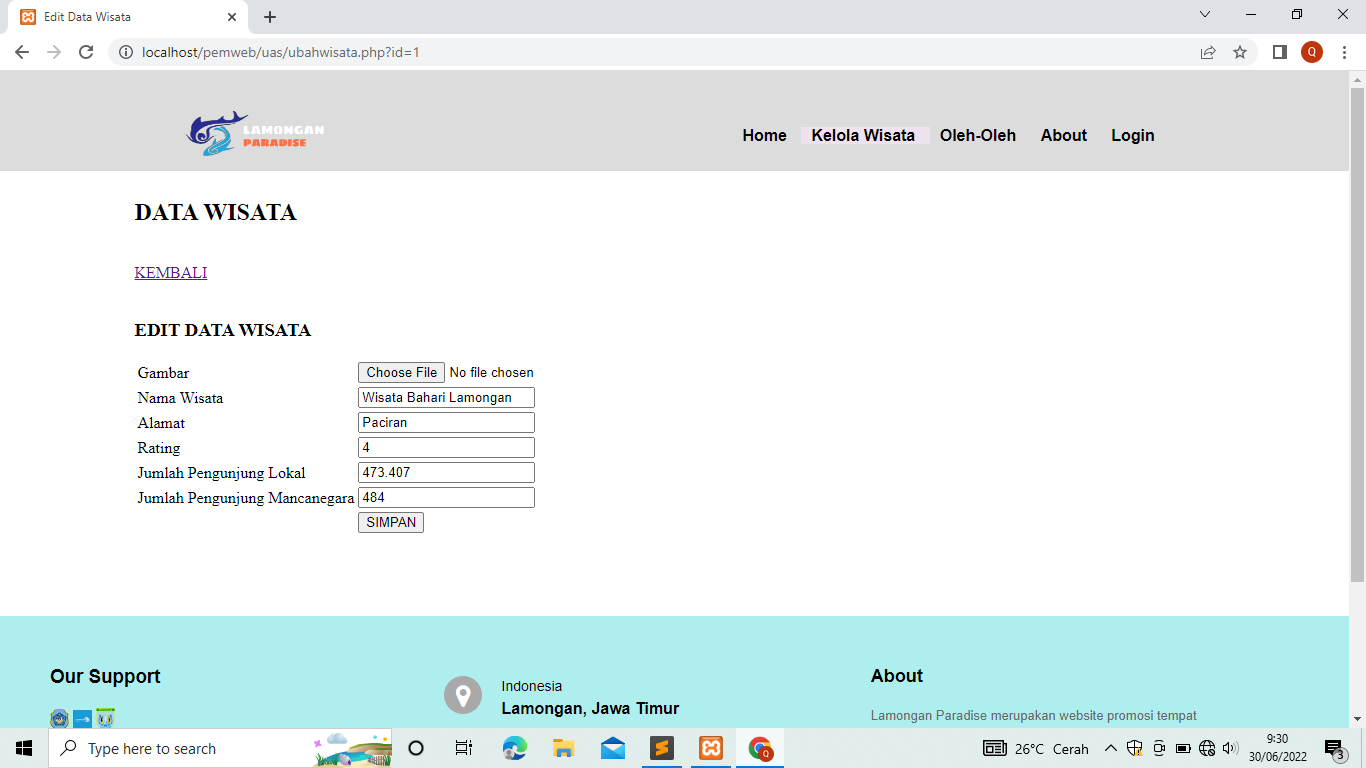 Edit Data Wisata
localhost/pemweb/uas/ubahwisata.php?id=1
Q
LAMONGAN
PARADISE
Home Kelola Wisata Oleh-Oleh About Login
DATA WISATA
KEMBALI
EDIT DATA WISATA
Gambar Choose File No file chosen
Nama Wisata Wisata Bahari Lamongan
Alamat Paciran
Rating 4
Jumlah Pengunjung Lokal 473.407
Jumlah Pengunjung Mancanegara 484
SIMPAN
Our Support
Indonesia
Lamongan, Jawa Timur
About
Lamongan Paradise merupakan website promosi tempat
Type here to search
Q
26°C Cerah
9:30
30/06/2022
3